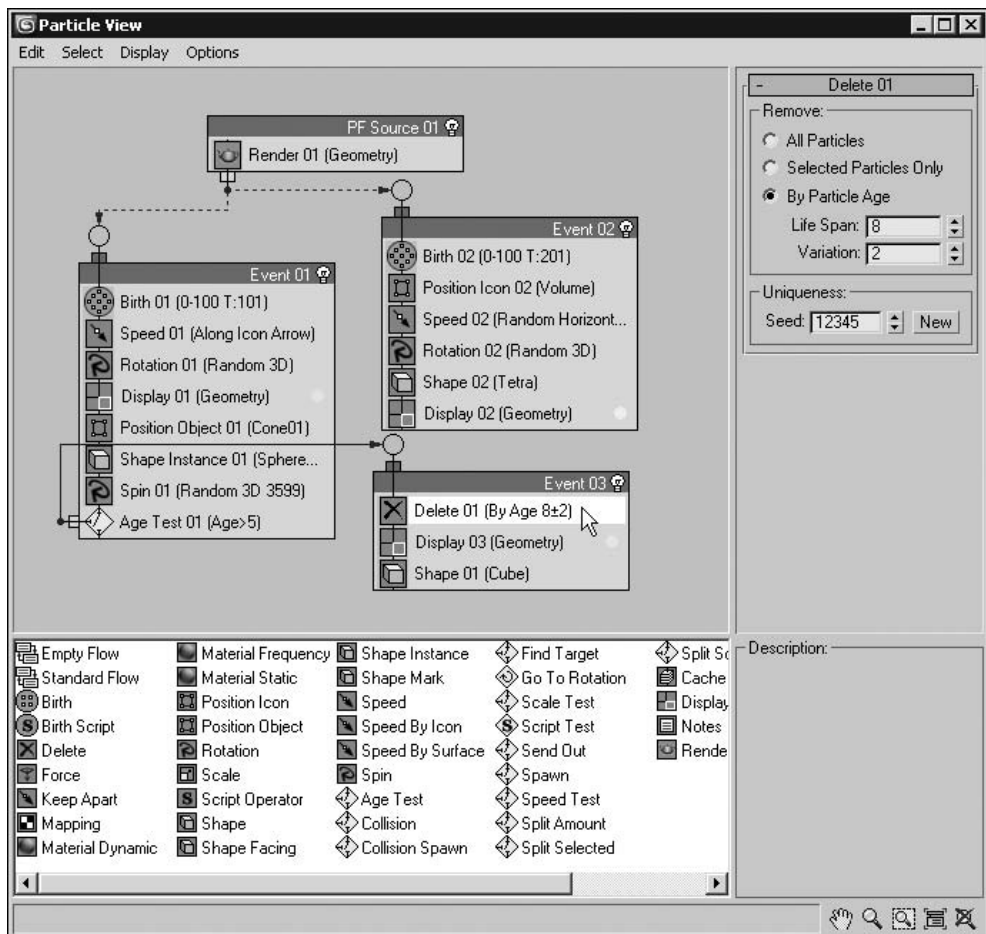 Particle View
Edit Select Display Options
PF Source 01
Render 01 (Geometry)
Event 01
Birth 01 (0-100 T:101)
Speed 01 (Along Icon Arrow)
Rotation 01 (Random 3D)
Display 01 (Geometry)
Position Object 01 (Cone01)
Shape Instance 01 (Sphere...
Spin 01 (Random 3D 3599)
Age Test 01 (Age>5)
Event 02
Birth 02 (0-100 T:201)
Position Icon 02 (Volume)
Speed 02 (Random Horizont...
Rotation 02 (Random 3D)
Shape 02 (Tetra)
Display 02 (Geometry)
Event 03
Delete 01 (By Age 8±2)
Display 03 (Geometry)
Shape 01 (Cube)
- Delete 01
Remove:
All Particles
Selected Particles Only
By Particle Age
Life Span: 8
Variation: 2
Uniqueness:
Seed: 12345 New
Empty Flow
Standard Flow
Birth
Birth Script
Delete
Force
Keep Apart
Mapping
Material Dynamic
Material Frequency
Material Static
Position Icon
Position Object
Rotation
Scale
Script Operator
Shape
Shape Facing
Shape Instance
Shape Mark
Speed
Speed By Icon
Speed By Surface
Spin
Age Test
Collision
Collision Spawn
Find Target
Go To Rotation
Scale Test
Script Test
Send Out
Spawn
Speed Test
Split Amount
Split Selected
Split So
Cache
Display
Notes
Rende
Description: